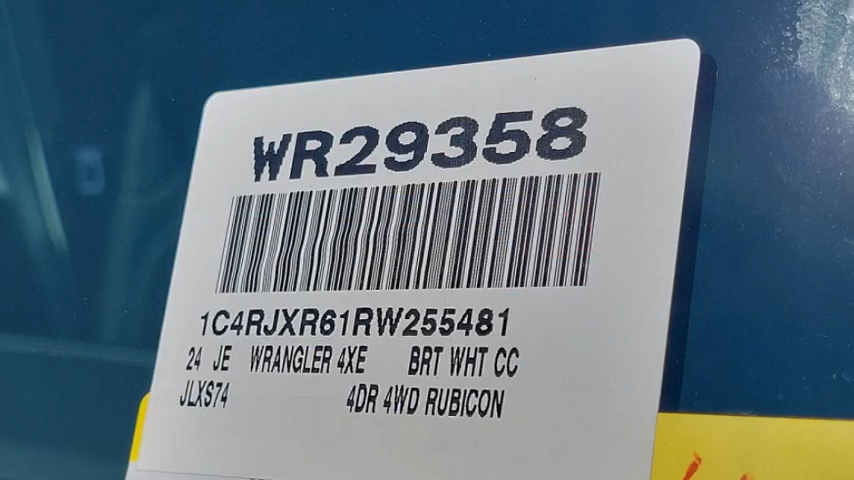 WR29358
1C4RJXR61RW255481
24 JE WRANGLER 4XE BRT WHT CC
JLXS74 4DR 4WD RUBICON